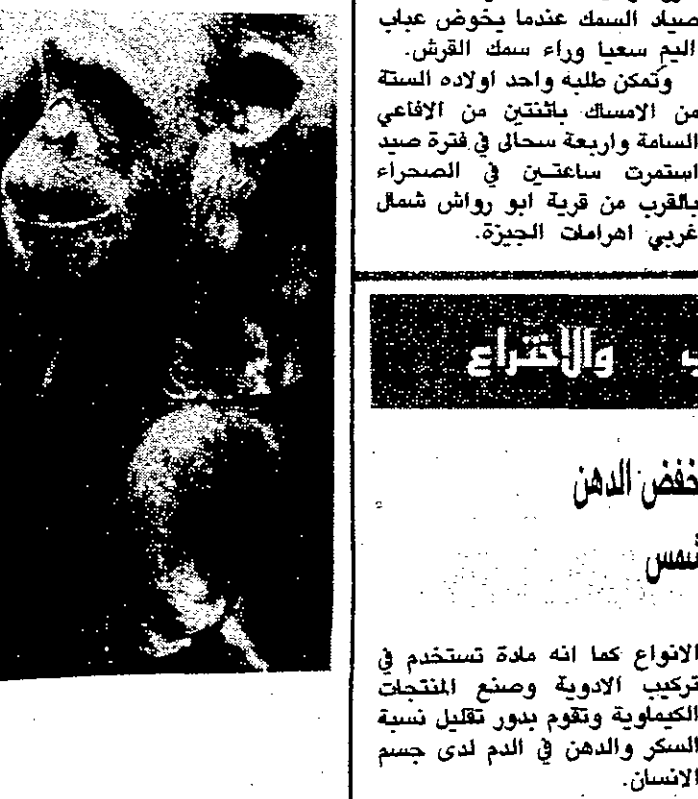 صياد السمك عندما يخوض عباب
اليم سعيا وراء سمك القرش.
وتمكن طلبه واحد اولاده الستة
من الامساك باثنتين من الافاعي
السامة واربعة سحالى في فترة صيد
استمرت ساعتين في الصحراء
بالقرب من قرية ابو رواش شمال
غربي اهرامات الجيزة.
والاختراع
خفض الدهن
شمس
الانواع كما انه مادة تستخدم في
تركيب الادوية وصنع المنتجات
الكيماوية وتقوم بدور تقليل نسبة
السكر والدهن في الدم لدى جسم
الانسان.